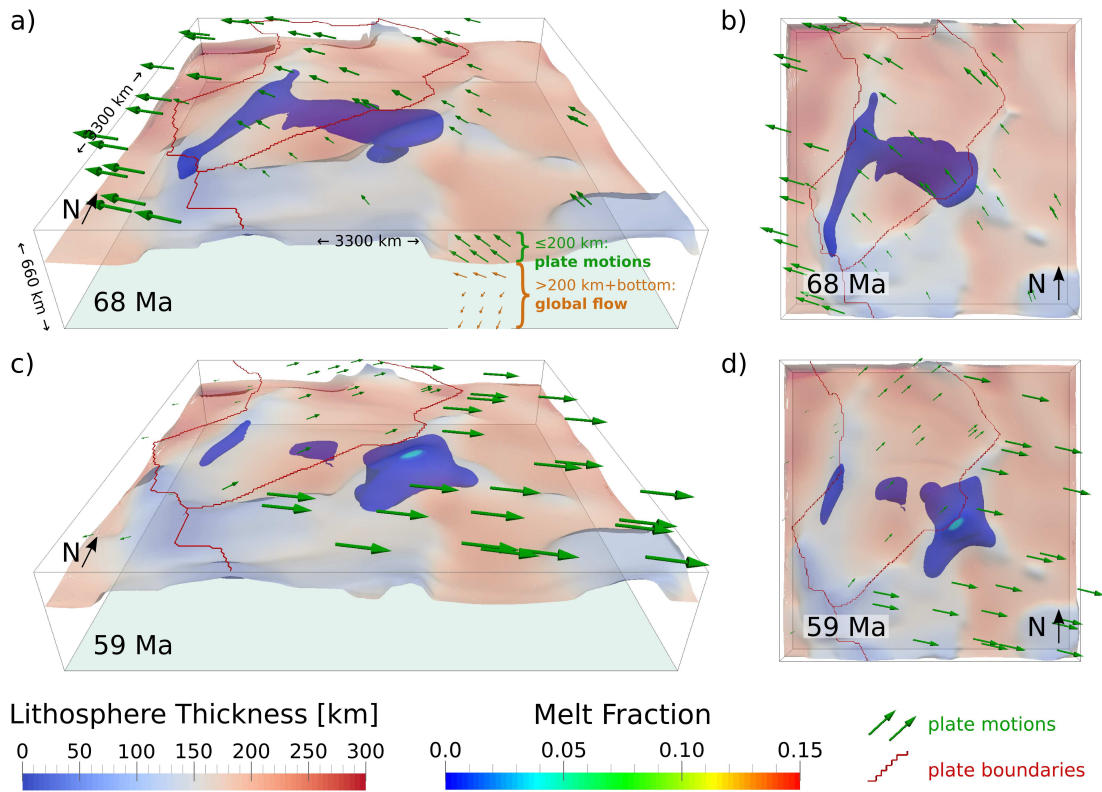 a)
b)
← 3300 km →
N
← 3300 km →
← 660 km →
≤200 km:
plate motions
>200 km+bottom:
global flow
68 Ma
68 Ma
N
c)
d)
N
59 Ma
59 Ma
N
Lithosphere Thickness [km]
0 50 100 150 200 250 300
Melt Fraction
0.0 0.05 0.10 0.15
plate motions
plate boundaries